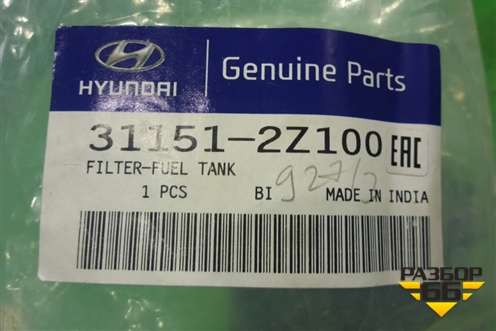 HYUNDAI
Genuine Parts
31151-2Z100 EAC
FILTER-FUEL TANK
1 PCS BI MADE IN INDIA
РАЗБОР
66